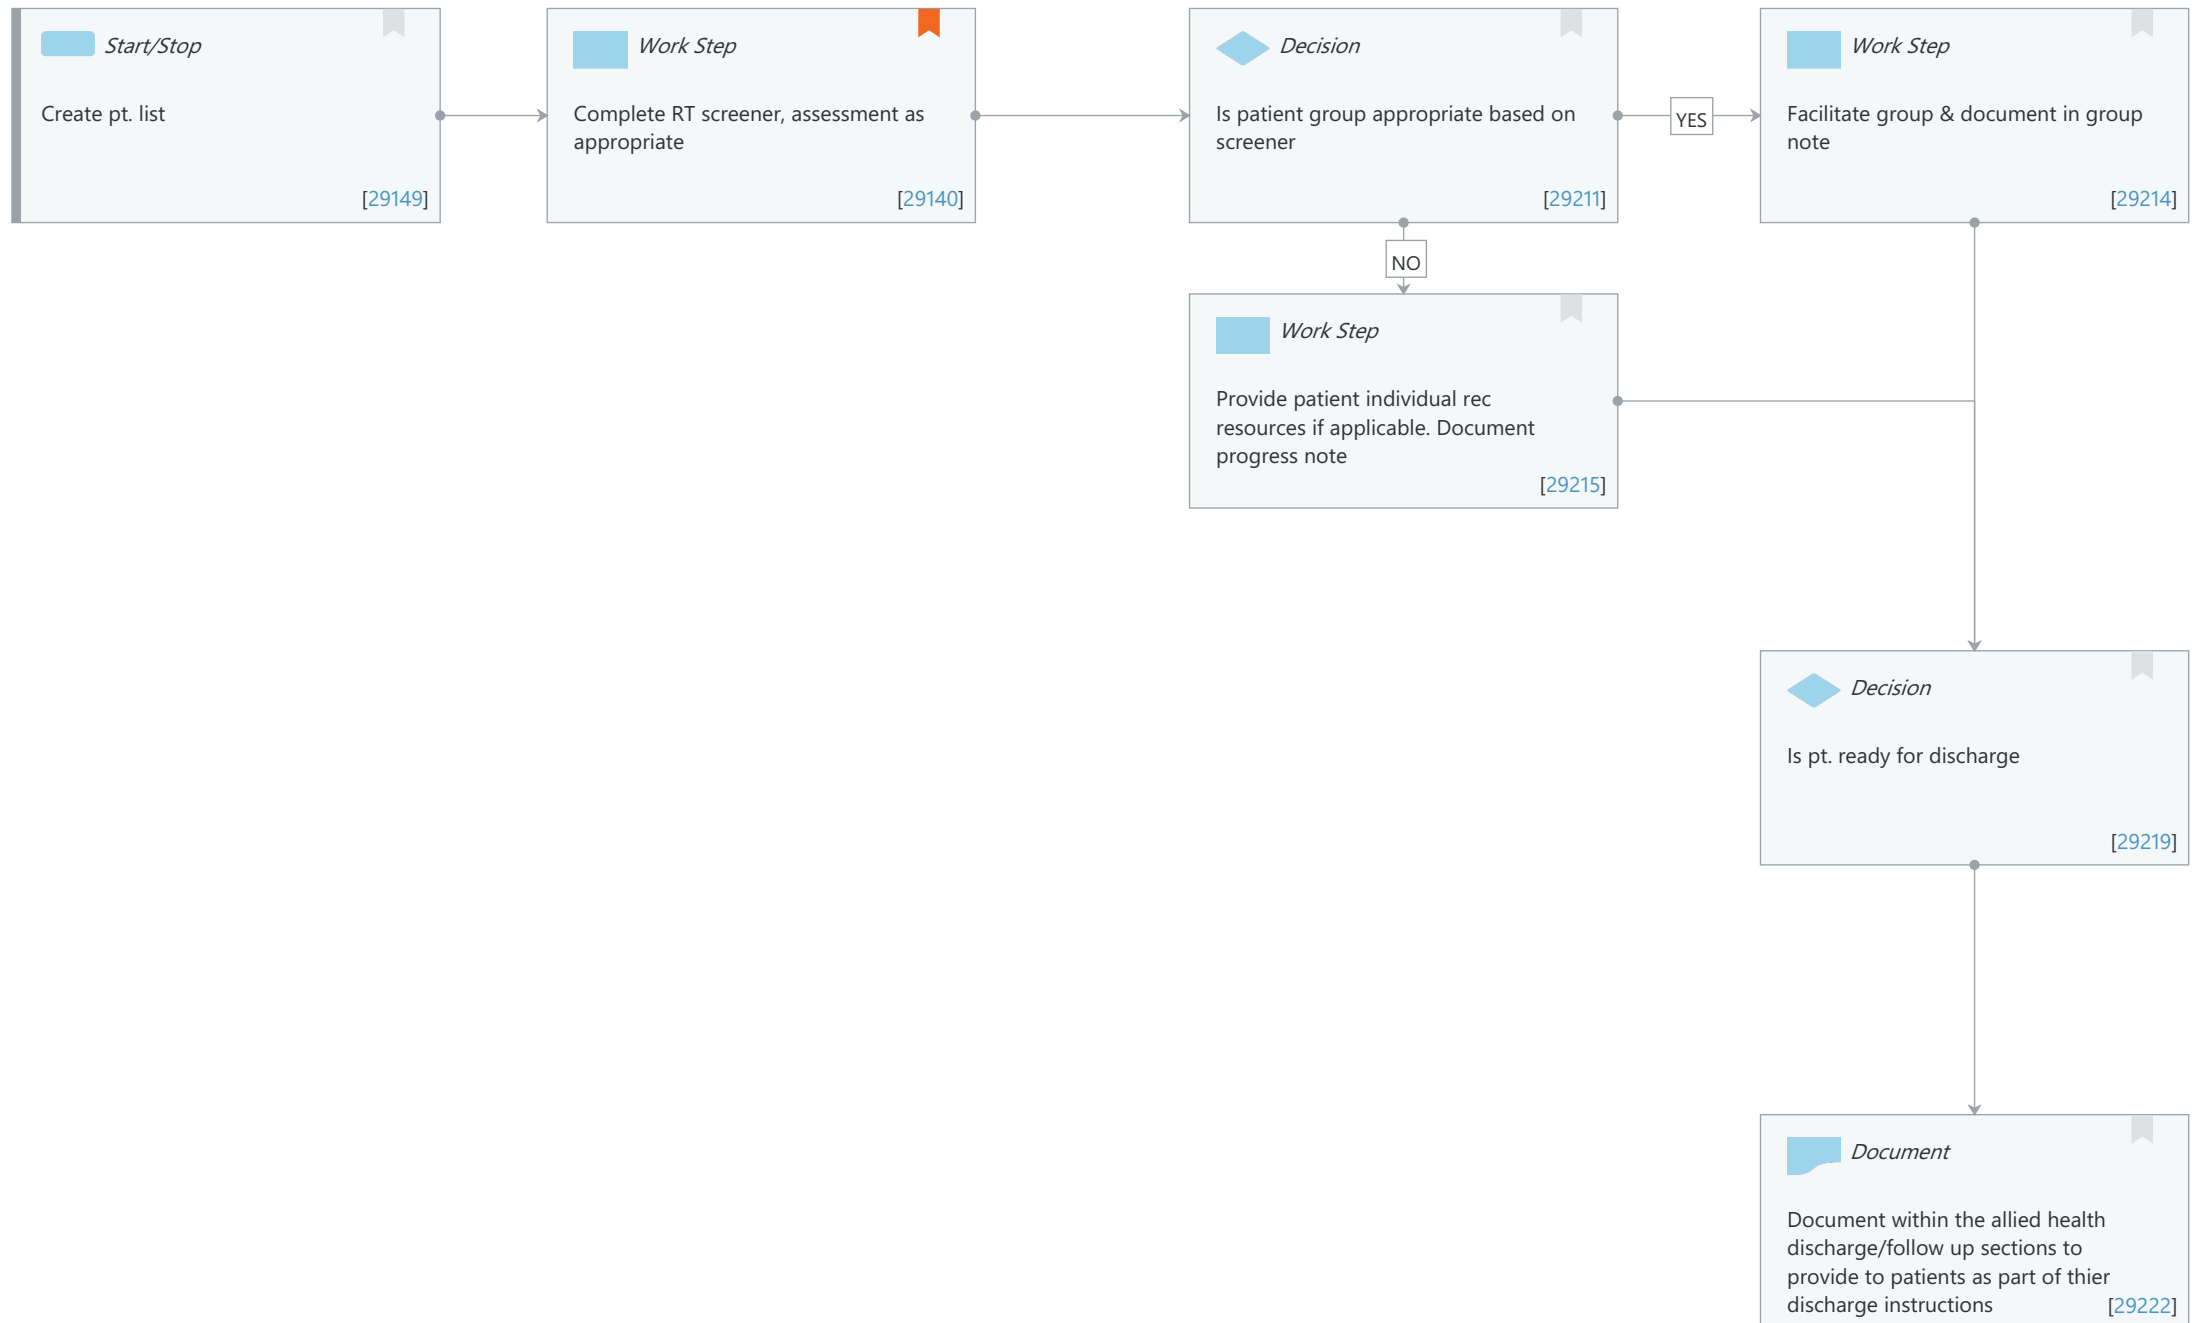 Start/Stop
Create pt. list
[29149]
Work Step
Complete RT screener, assessment as
appropriate
[29140]
Decision
Is patient group appropriate based on
screener
[29211]
YES
Work Step
Facilitate group & document in group
note
[29214]
NO
Work Step
Provide patient individual rec
resources if applicable. Document
progress note
[29215]
Decision
Is pt. ready for discharge
[29219]
Document
Document within the allied health
discharge/follow up sections to
provide to patients as part of thier
discharge instructions
[29222]